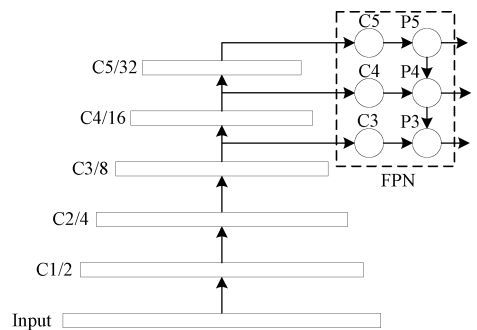 C5 P5
C5/32
C4 P4
C4/16
C3 P3
C3/8
FPN
C2/4
C1/2
Input